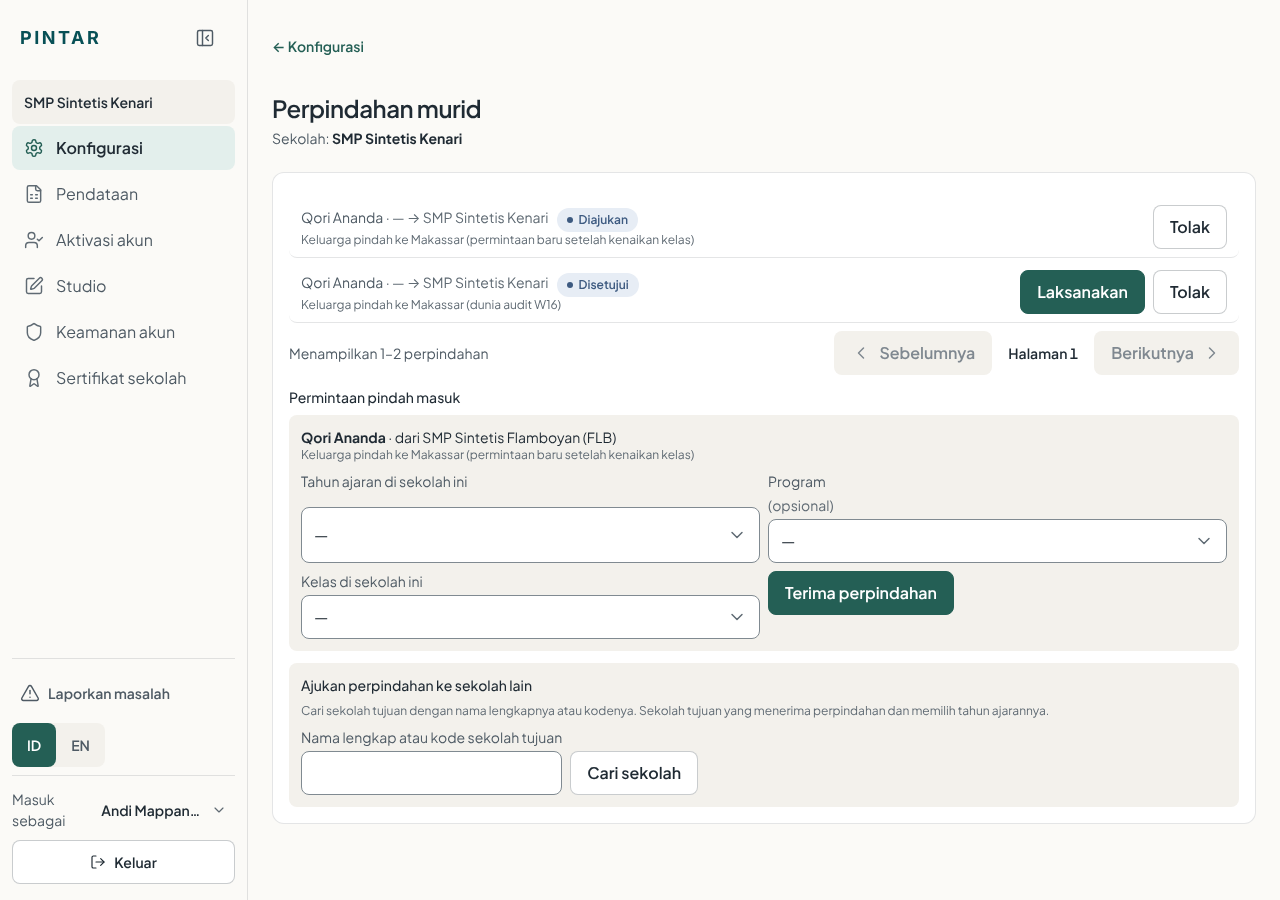 PINTAR
SMP Sintetis Kenari
Konfigurasi
Pendataan
Aktivasi akun
Studio
Keamanan akun
Sertifikat sekolah
Laporkan masalah
ID EN
Masuk sebagai
Andi Mappan…
Keluar
← Konfigurasi
Perpindahan murid
Sekolah: SMP Sintetis Kenari
Qori Ananda · — → SMP Sintetis Kenari Diajukan
Keluarga pindah ke Makassar (permintaan baru setelah kenaikan kelas)
Tolak
Qori Ananda · — → SMP Sintetis Kenari Disetujui
Keluarga pindah ke Makassar (dunia audit W16)
Laksanakan Tolak
Menampilkan 1–2 perpindahan
Sebelumnya Halaman 1 Berikutnya
Permintaan pindah masuk
Qori Ananda · dari SMP Sintetis Flamboyan (FLB)
Keluarga pindah ke Makassar (permintaan baru setelah kenaikan kelas)
Tahun ajaran di sekolah ini
—
Program
(opsional)
—
Kelas di sekolah ini
—
Terima perpindahan
Ajukan perpindahan ke sekolah lain
Cari sekolah tujuan dengan nama lengkapnya atau kodenya. Sekolah tujuan yang menerima perpindahan dan memilih tahun ajarannya.
Nama lengkap atau kode sekolah tujuan
Cari sekolah